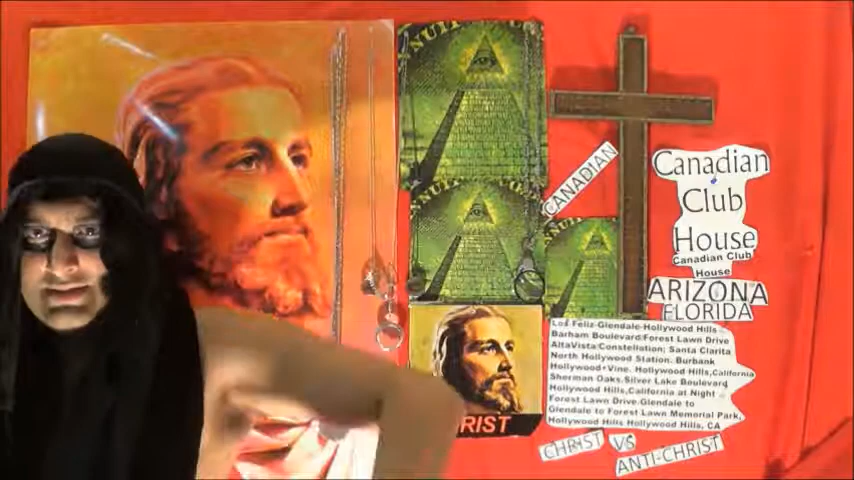 ANNUIT
CANADIAN
Canadian
Club
House
Canadian Club
House
ARIZONA
FLORIDA
Los Feliz-Glendale-Hollywood Hills
Barham Boulevard:Forest Lawn Drive
AltaVista:Constellation: Burbank
North Hollywood Station. Santa Clarita
Hollywood+Vine. Hollywood Hills,California
Sherman Oaks. Silver Lake Boulevard
Hollywood Hills,California at Night
Forest Lawn Drive.Glendale to
Glendale to Forest Lawn Memorial Park.
Hollywood Hills, Hollywood Hills, CA
CHRIST VS
ANTI-CHRIST